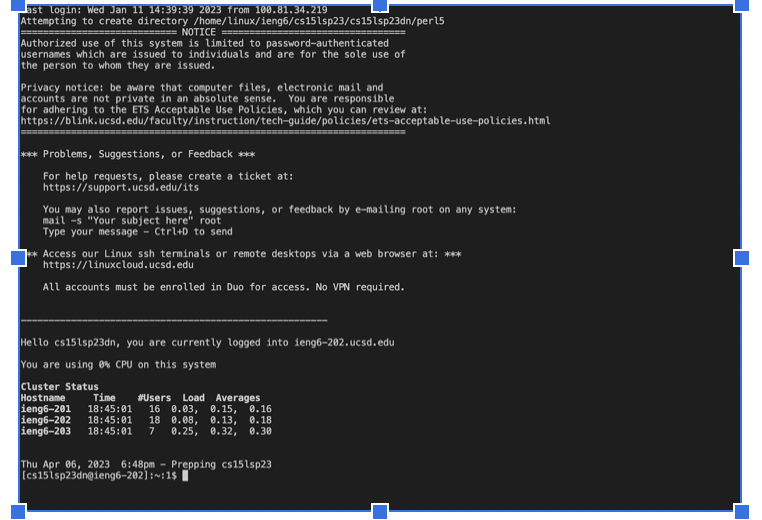 Last login: Wed Jan 11 14:39:39 2023 from 100.81.34.219
Attempting to create directory /home/linux/ieng6/cs15lsp23/cs15lsp23dn/perl5
============================ NOTICE =================================
Authorized use of this system is limited to password-authenticated
usernames which are issued to individuals and are for the sole use of
the person to whom they are issued.
Privacy notice: be aware that computer files, electronic mail and
accounts are not private in an absolute sense.  You are responsible
for adhering to the ETS Acceptable Use Policies, which you can review at:
https://blink.ucsd.edu/faculty/instruction/tech-guide/policies/ets-acceptable-use-policies.html
======================================================================
*** Problems, Suggestions, or Feedback ***
For help requests, please create a ticket at:
https://support.ucsd.edu/its
You may also report issues, suggestions, or feedback by e-mailing root on any system:
mail -s "Your subject here" root
Type your message - Ctrl+D to send
** Access our Linux ssh terminals or remote desktops via a web browser at: ***
https://linuxcloud.ucsd.edu
All accounts must be enrolled in Duo for access. No VPN required.
--------------------------------------------------------
Hello cs15lsp23dn, you are currently logged into ieng6-202.ucsd.edu
You are using 0% CPU on this system
Cluster Status
Hostname     Time    #Users  Load  Averages
ieng6-201   18:45:01   16  0.03,  0.15,  0.16
ieng6-202   18:45:01   18  0.08,  0.13,  0.18
ieng6-203   18:45:01   7   0.25,  0.32,  0.30
Thu Apr 06, 2023  6:48pm - Prepping cs15lsp23
[cs15lsp23dn@ieng6-202]:~:1$